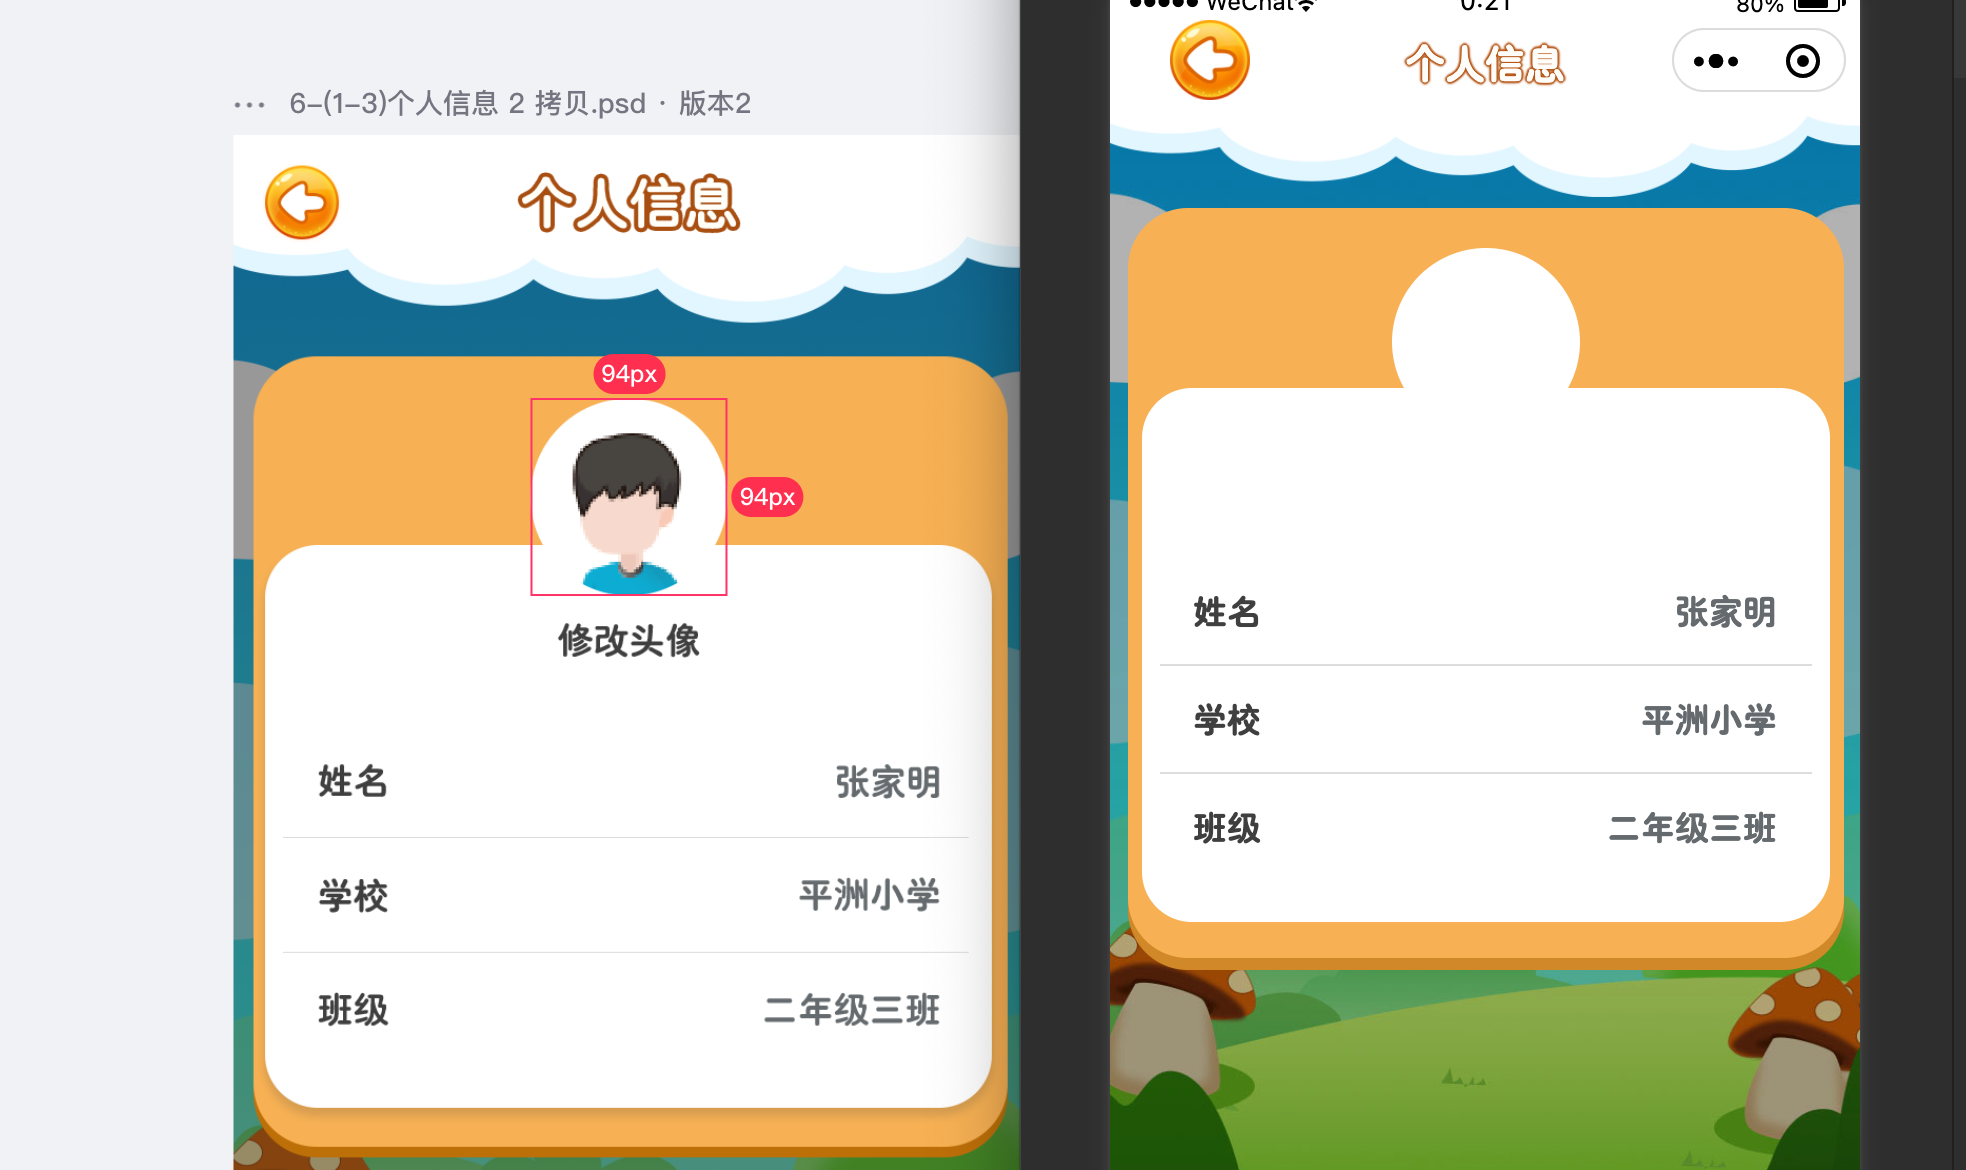 WeChat 0:21 80%
个人信息
6-(1-3)个人信息 2 拷贝.psd · 版本2
个人信息
94px
94px
修改头像
姓名 张家明
学校 平洲小学
班级 二年级三班
姓名 张家明
学校 平洲小学
班级 二年级三班